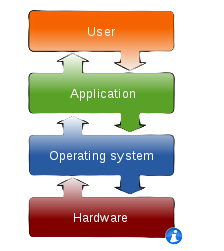 User
Application
Operating system
Hardware